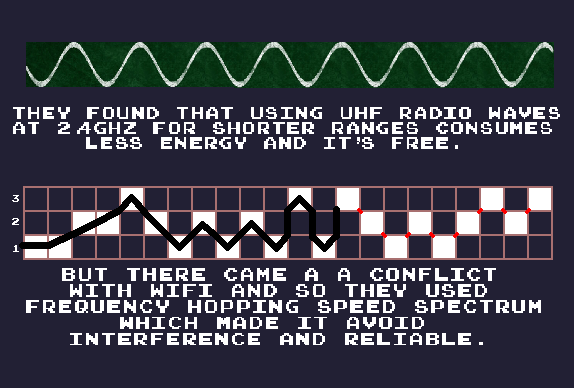 THEY FOUND THAT USING UHF RADIO WAVES
AT 2.4GHZ FOR SHORTER RANGES CONSUMES
LESS ENERGY AND IT'S FREE.
3
2
1
BUT THERE CAME A A CONFLICT
WITH WIFI AND SO THEY USED
FREQUENCY HOPPING SPEED SPECTRUM
WHICH MADE IT AVOID
INTERFERENCE AND RELIABLE.